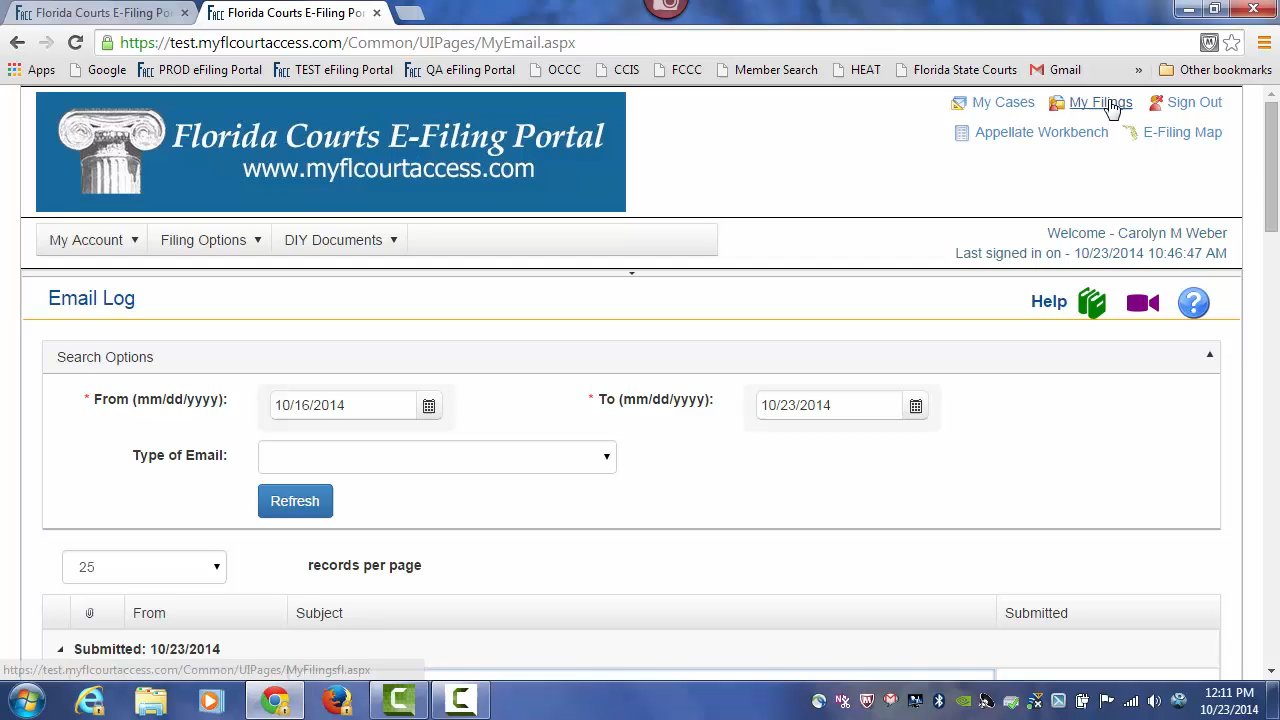 Florida Courts E-Filing Po
Florida Courts E-Filing Po
https://test.myflcourtaccess.com/Common/UIPages/MyEmail.aspx
Apps Google PROD eFiling Portal TEST eFiling Portal QA eFiling Portal OCCC CCIS FCCC Member Search HEAT Florida State Courts Gmail » Other bookmarks
Florida Courts E-Filing Portal
www.myflcourtaccess.com
My Cases My Filings Sign Out
Appellate Workbench E-Filing Map
My Account Filing Options DIY Documents
Welcome - Carolyn M Weber
Last signed in on - 10/23/2014 10:46:47 AM
Email Log
Help ?
Search Options
* From (mm/dd/yyyy): 10/16/2014 * To (mm/dd/yyyy): 10/23/2014
Type of Email:
Refresh
25 records per page
From Subject Submitted
Submitted: 10/23/2014
https://test.myflcourtaccess.com/Common/UIPages/MyFilingsfl.aspx
12:11 PM
10/23/2014